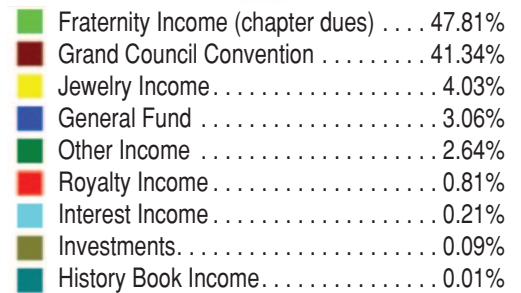 Fraternity Income (chapter dues) . . . . 47.81%
Grand Council Convention . . . . . . . . . 41.34%
Jewelry Income. . . . . . . . . . . . . . . . . . . 4.03%
General Fund . . . . . . . . . . . . . . . . . . . . 3.06%
Other Income . . . . . . . . . . . . . . . . . . . . 2.64%
Royalty Income . . . . . . . . . . . . . . . . . . . 0.81%
Interest Income . . . . . . . . . . . . . . . . . . . 0.21%
Investments. . . . . . . . . . . . . . . . . . . . . . 0.09%
History Book Income. . . . . . . . . . . . . . . 0.01%